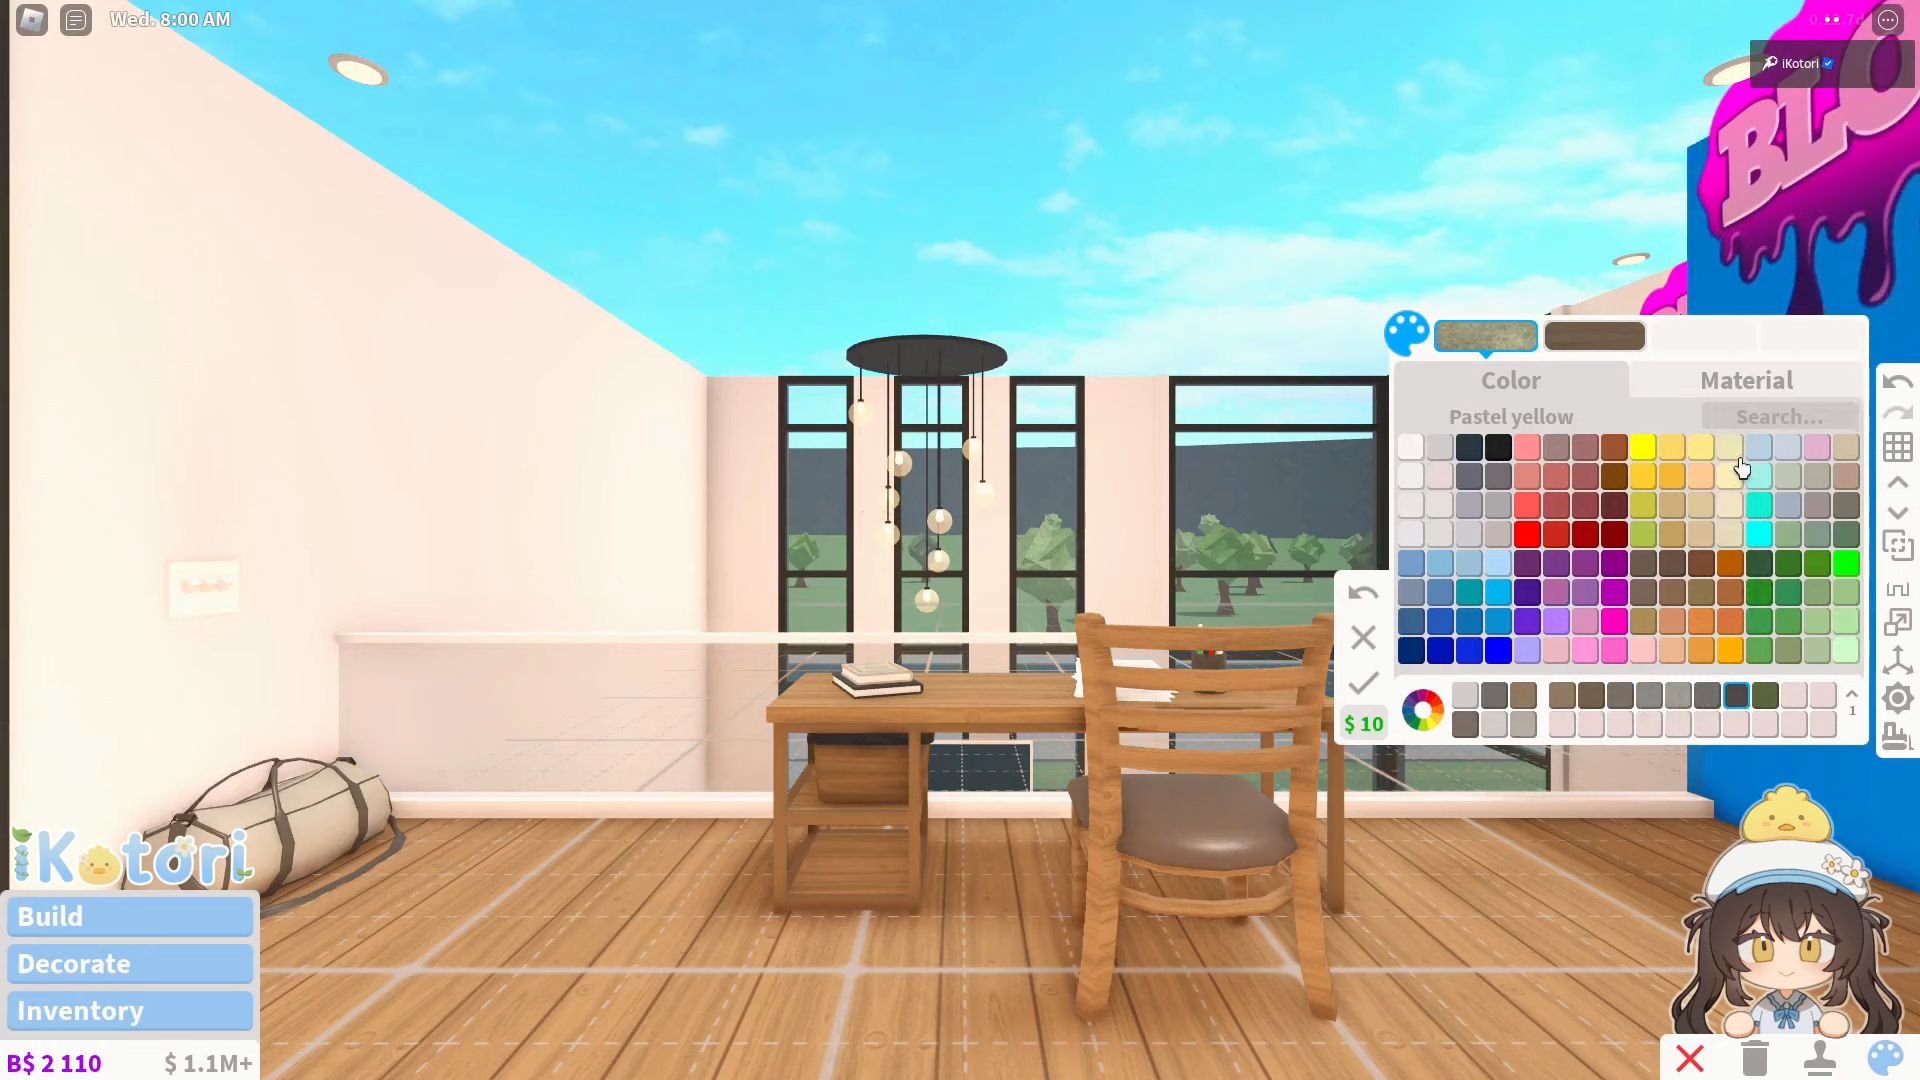 Wed. 8:00 AM
iKotori
BLO
Color
Material
Pastel yellow
Search...
$ 10
1
iKotori
Build
Decorate
Inventory
B$ 2 110
$ 1.1M+